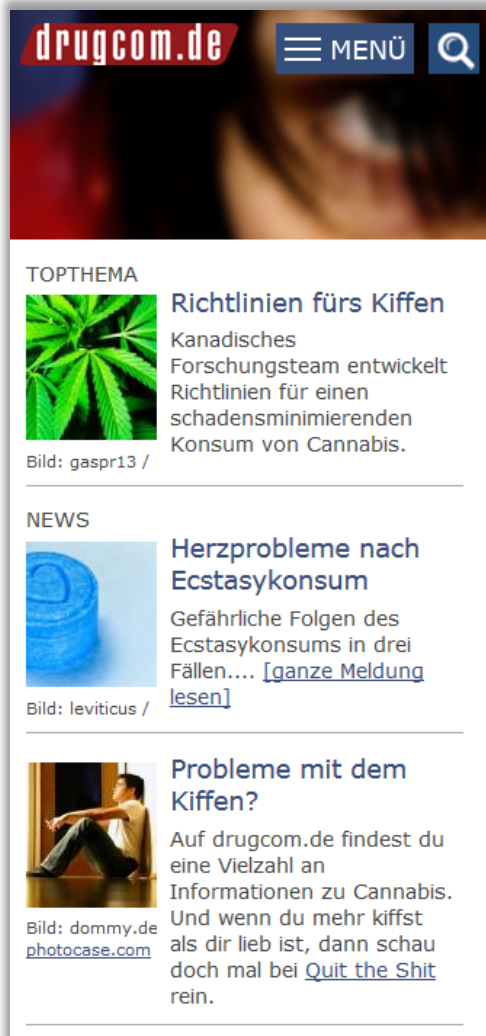 drugcom.de
MENÜ
TOPTHEMA
Richtlinien fürs Kiffen
Kanadisches
Forschungsteam entwickelt
Richtlinien für einen
schadensminimierenden
Konsum von Cannabis.
Bild: gaspr13 /
NEWS
Herzprobleme nach
Ecstasykonsum
Gefährliche Folgen des
Ecstasykonsums in drei
Fällen.... [ganze Meldung
lesen]
Bild: leviticus /
Probleme mit dem
Kiffen?
Auf drugcom.de findest du
eine Vielzahl an
Informationen zu Cannabis.
Und wenn du mehr kiffst
als dir lieb ist, dann schau
doch mal bei Quit the Shit
rein.
Bild: dommy.de
photocase.com